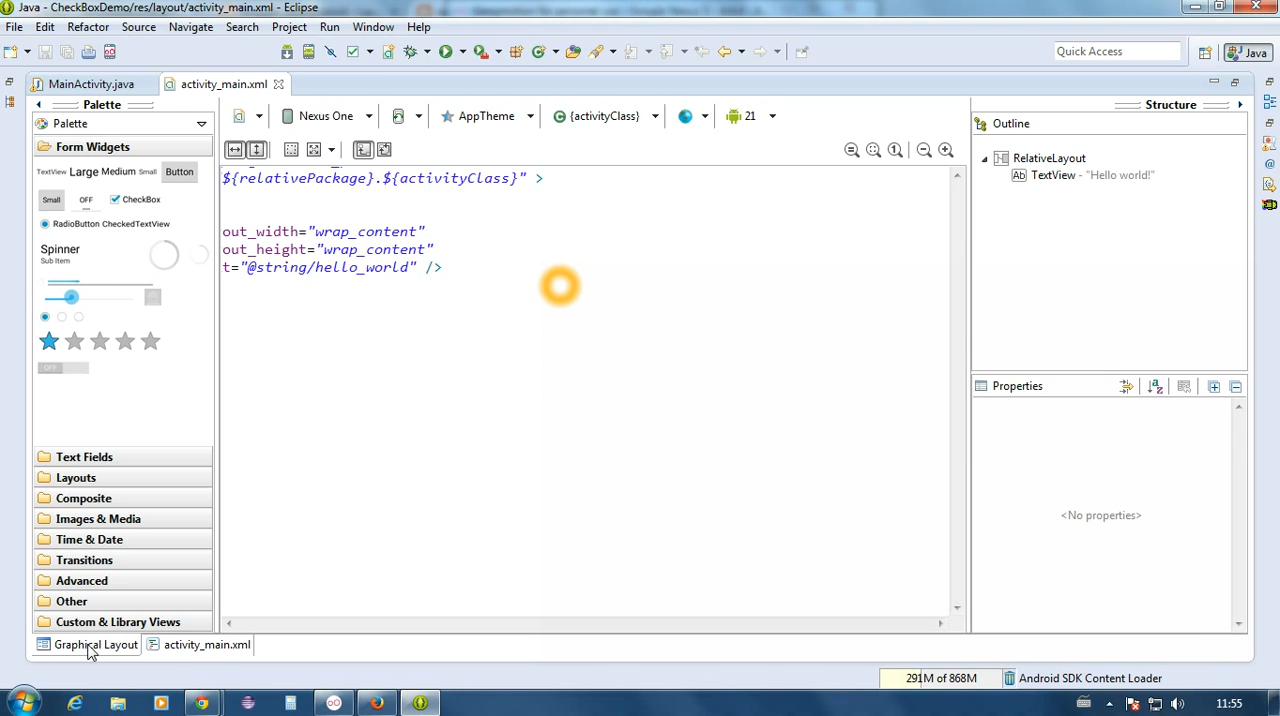 Java - CheckBoxDemo/res/layout/activity_main.xml - Eclipse
File Edit Refactor Source Navigate Search Project Run Window Help
Quick Access
Java
MainActivity.java
activity_main.xml
Palette
Structure
Palette
Nexus One
AppTheme
{activityClass}
21
Outline
Form Widgets
TextView Large Medium Small Button
Small OFF CheckBox
RadioButton CheckedTextView
Spinner
Sub Item
OFF
${relativePackage}.${activityClass}" >
out_width="wrap_content"
out_height="wrap_content"
t="@string/hello_world" />
RelativeLayout
Ab TextView - "Hello world!"
Properties
<No properties>
Text Fields
Layouts
Composite
Images & Media
Time & Date
Transitions
Advanced
Other
Custom & Library Views
Graphical Layout
activity_main.xml
291M of 868M
Android SDK Content Loader
11:55